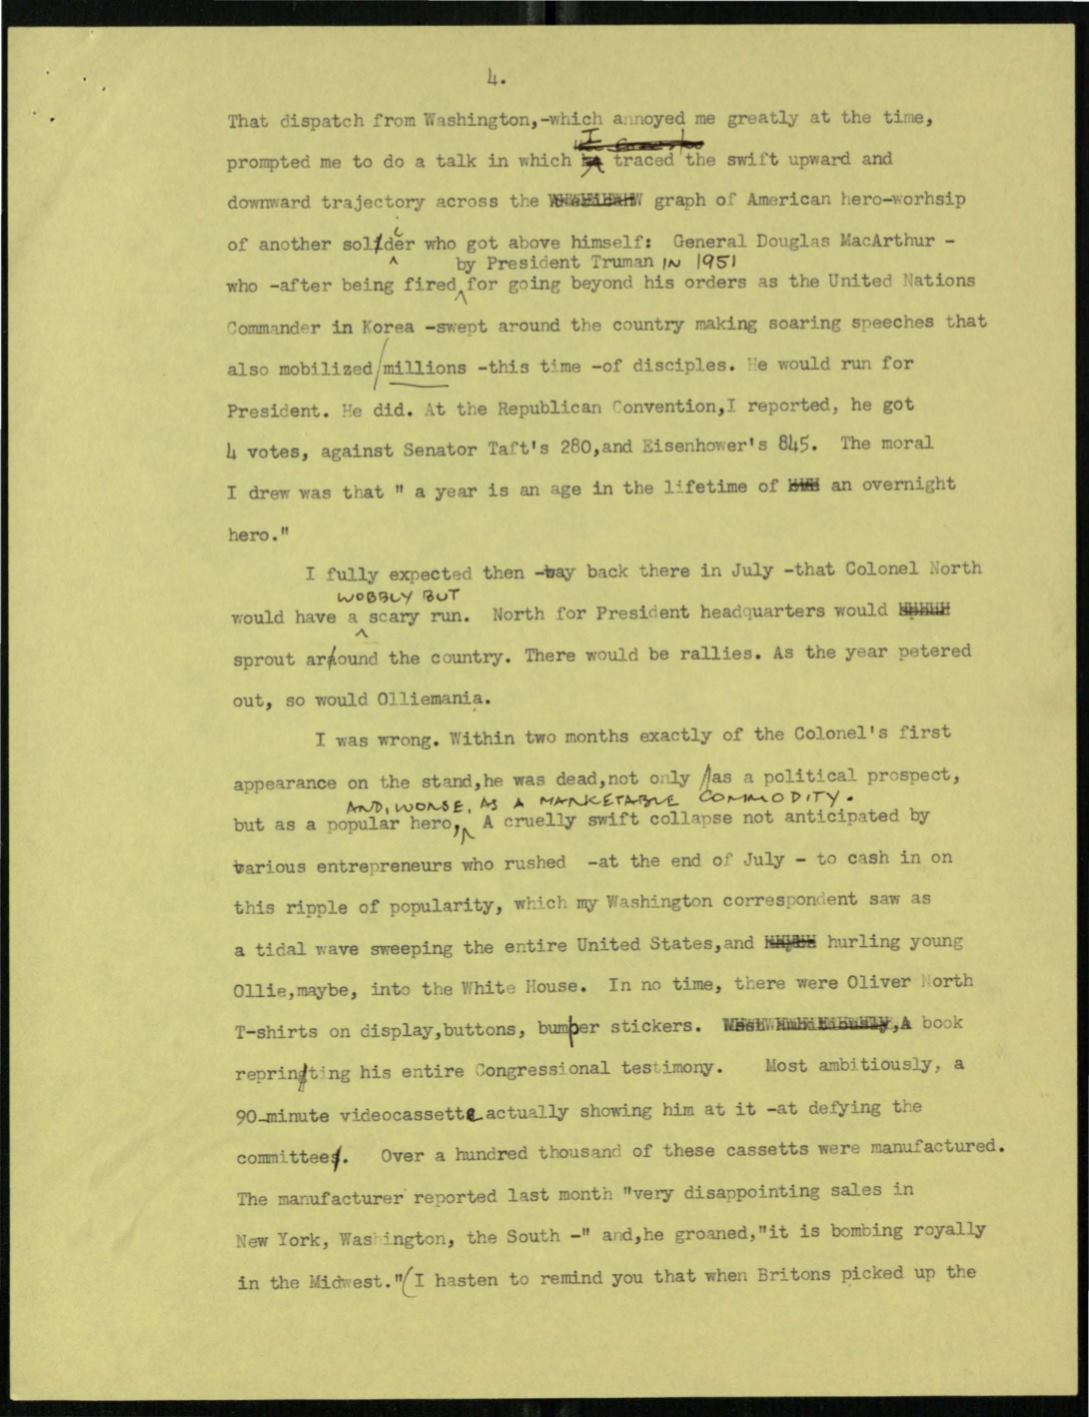 4.
That dispatch from Washington,-which annoyed me greatly at the time,
I
prompted me to do a talk in which traced the swift upward and
downward trajectory across the graph of American hero-worhsip
i
of another solder who got above himself: General Douglas MacArthur -
by President Truman IN 1951
who -after being fired for going beyond his orders as the United Nations
Commander in Korea -swept around the country making soaring speeches that
also mobilized/millions -this time -of disciples. He would run for
President. He did. At the Republican Convention,I reported, he got
4 votes, against Senator Taft's 280,and Eisenhower's 845. The moral
I drew was that " a year is an age in the lifetime of an overnight
hero."
I fully expected then -way back there in July -that Colonel North
WOBBLY BUT
would have a scary run. North for President headquarters would
sprout around the country. There would be rallies. As the year petered
out, so would Olliemania.
I was wrong. Within two months exactly of the Colonel's first
appearance on the stand,he was dead,not only as a political prospect,
AND, WORSE, AS A MARKETABLE COMMODITY.
but as a popular hero, A cruelly swift collapse not anticipated by
various entrepreneurs who rushed -at the end of July - to cash in on
this ripple of popularity, which my Washington correspondent saw as
a tidal wave sweeping the entire United States,and hurling young
Ollie,maybe, into the White House. In no time, there were Oliver North
T-shirts on display,buttons, bumper stickers. A book
reprinting his entire Congressional testimony. Most ambitiously, a
90-minute videocassette actually showing him at it -at defying the
committee. Over a hundred thousand of these cassetts were manufactured.
The manufacturer reported last month "very disappointing sales in
New York, Washington, the South -" and,he groaned,"it is bombing royally
in the Midwest."(I hasten to remind you that when Britons picked up the